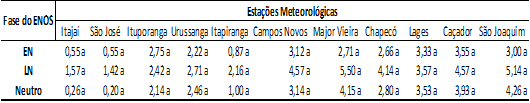 Fase do ENOS Estações Meteorológicas
Itajaí São José Ituporanga Urussanga Itapiranga Campos Novos Major Vieira Chapecó Lages Caçador São Joaquim
EN 0,55 a 0,55 a 2,75 a 2,22 a 0,87 a 3,12 a 2,71 a 2,66 a 3,33 a 3,55 a 3,00 a
LN 1,57 a 1,42 a 2,42 a 2,71 a 2,16 a 4,57 a 5,50 a 4,14 a 3,57 a 4,57 a 5,14 a
Neutro 0,26 a 0,20 a 2,14 a 2,46 a 1,00 a 3,14 a 4,15 a 2,80 a 3,53 a 3,93 a 4,26 a